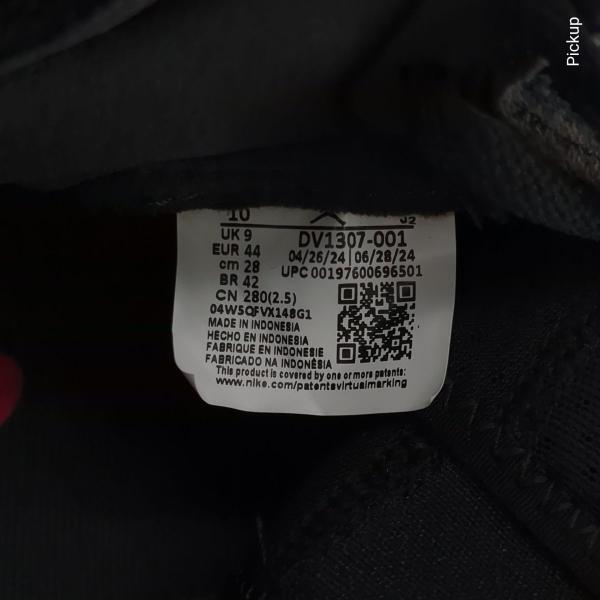 Pickup
10
J2
UK 9
DV1307-001
EUR 44
04/26/24 | 06/28/24
cm 28
UPC 00197600696501
BR 42
CN 280(2.5)
04W5QFVX148G1
MADE IN INDONESIA
HECHO EN INDONESIA
FABRIQUE EN INDONESIE
FABRICADO NA INDONÉSIA
This product is covered by one or more patents:
www.nike.com/patentsvirtualmarking